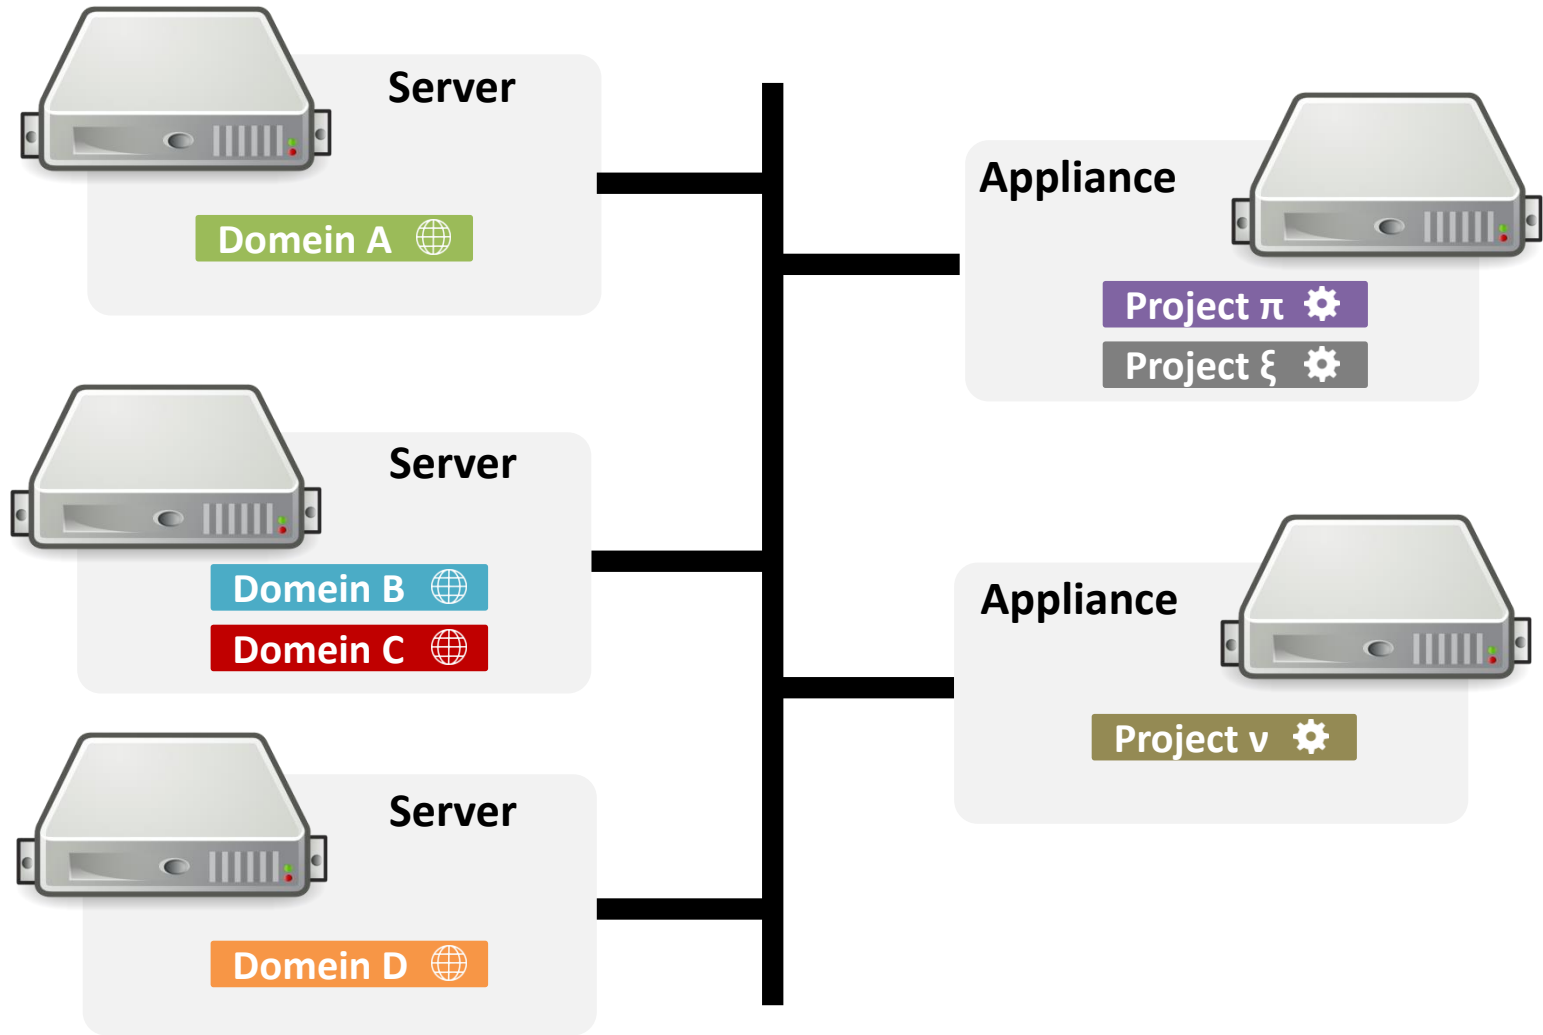 Server
Domein A
Server
Domein B
Domein C
Server
Domein D
Appliance
Project π
Project ξ
Appliance
Project ν